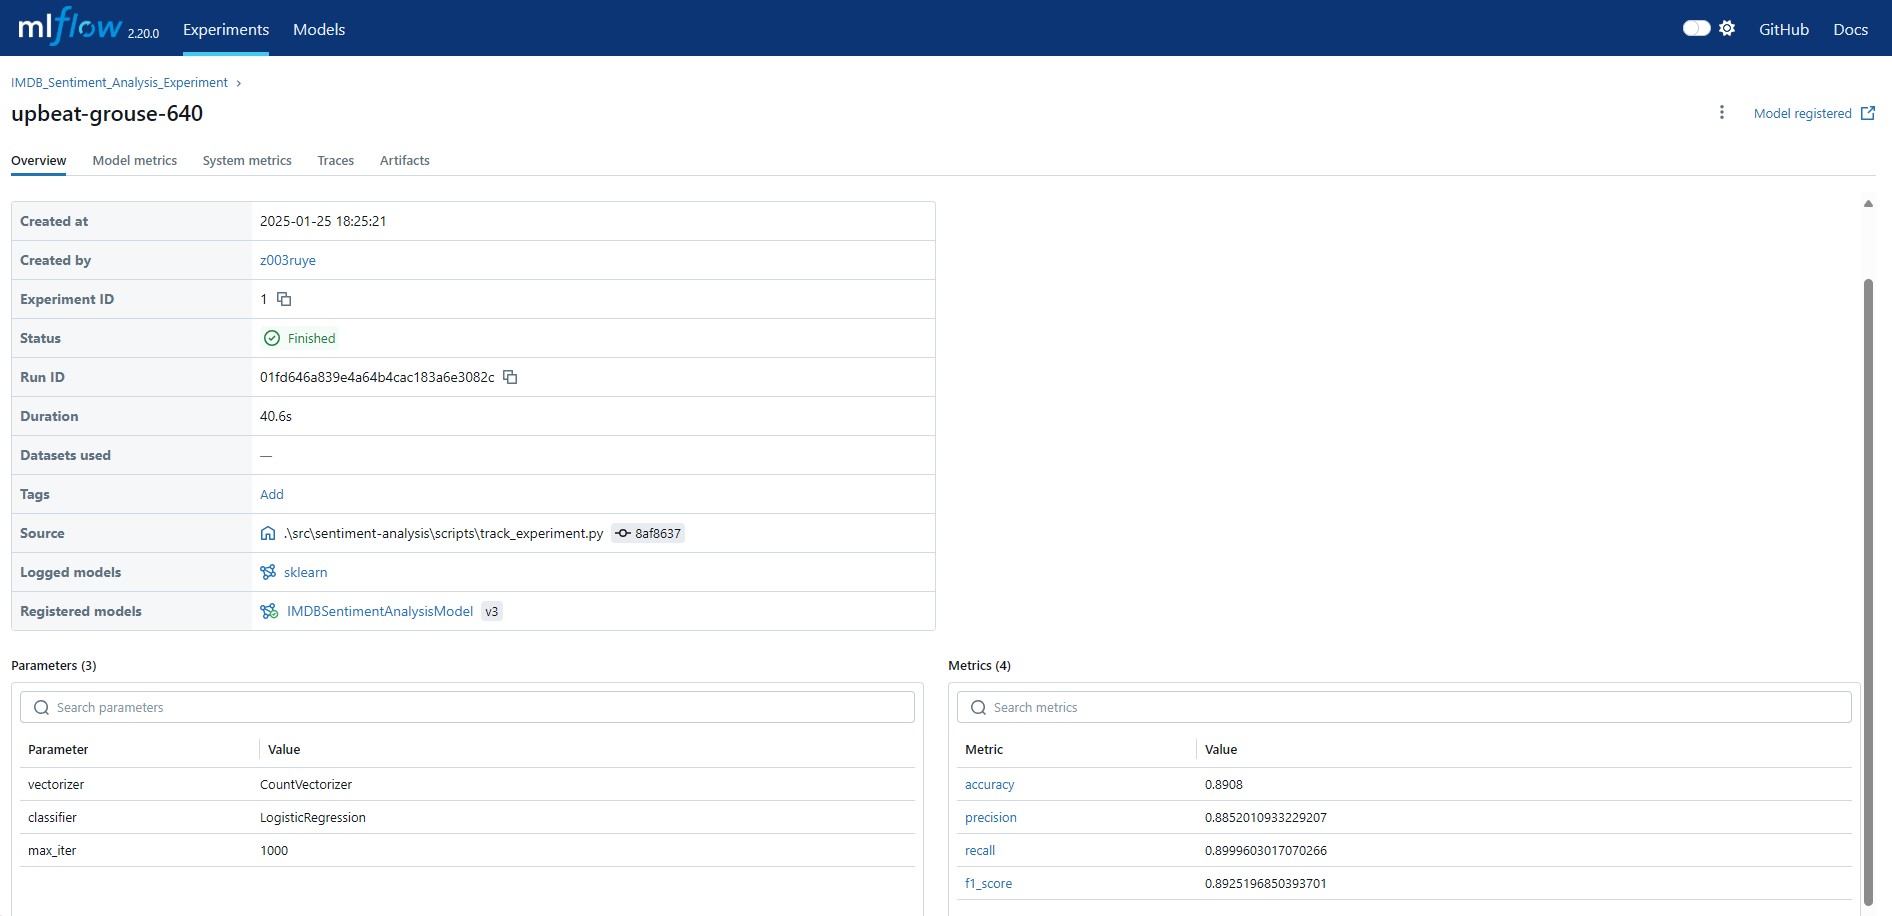 mlflow 2.20.0 Experiments Models GitHub Docs
IMDB_Sentiment_Analysis_Experiment ›
upbeat-grouse-640
Model registered
Overview Model metrics System metrics Traces Artifacts
Created at 2025-01-25 18:25:21
Created by z003ruye
Experiment ID 1
Status Finished
Run ID 01fd646a839e4a64b4cac183a6e3082c
Duration 40.6s
Datasets used —
Tags Add
Source .\src\sentiment-analysis\scripts\track_experiment.py 8af8637
Logged models sklearn
Registered models IMDBSentimentAnalysisModel v3
Parameters (3)
Search parameters
Parameter Value
vectorizer CountVectorizer
classifier LogisticRegression
max_iter 1000
Metrics (4)
Search metrics
Metric Value
accuracy 0.8908
precision 0.8852010933229207
recall 0.8999603017070266
f1_score 0.8925196850393701